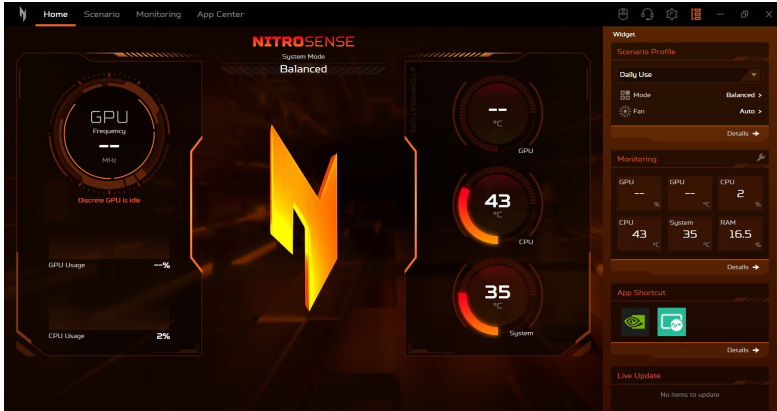 Home Scenario Monitoring App Center
NITROSENSE
System Mode
Balanced
GPU
Frequency
--
MHz
Discrete GPU is Idle
GPU Usage --%
CPU Usage 2%
TEMPERATURE
--
°C
GPU
43
°C
CPU
35
°C
System
Widget
Scenario Profile
Daily Use
Mode Balanced >
Fan Auto >
Details →
Monitoring
GPU GPU CPU
-- -- 2
% °C %
CPU System RAM
43 35 16.5
°C °C %
Details →
App Shortcut
Details →
Live Update
No items to update